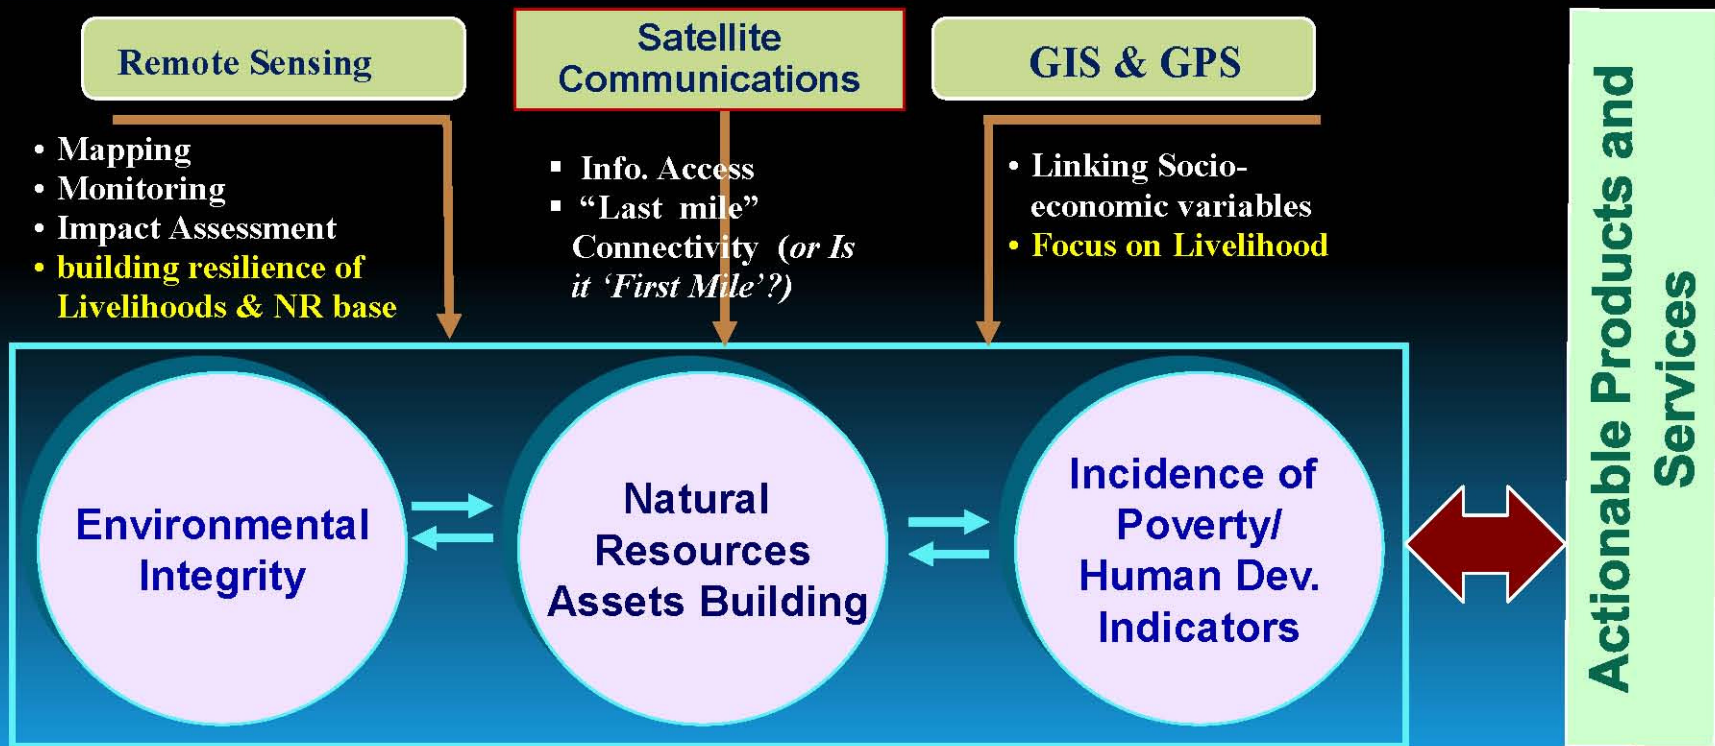 Remote Sensing
• Mapping
• Monitoring
• Impact Assessment
• building resilience of
Livelihoods & NR base
Satellite
Communications
▪ Info. Access
▪ “Last mile”
Connectivity (or Is
it ‘First Mile’?)
GIS & GPS
• Linking Socio-
economic variables
• Focus on Livelihood
Environmental
Integrity
Natural
Resources
Assets Building
Incidence of
Poverty/
Human Dev.
Indicators
Actionable Products and
Services